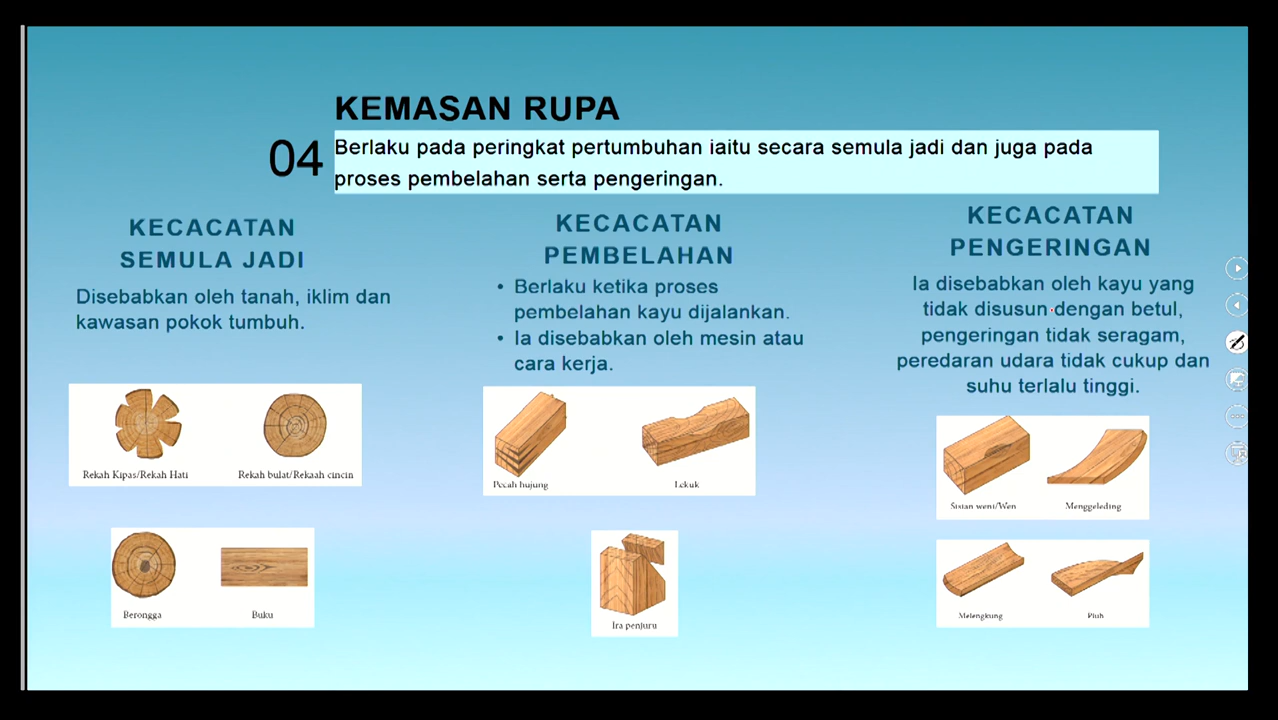 KEMASAN RUPA
04
Berlaku pada peringkat pertumbuhan iaitu secara semula jadi dan juga pada
proses pembelahan serta pengeringan.
KECACATAN
SEMULA JADI
Disebabkan oleh tanah, iklim dan
kawasan pokok tumbuh.
Rekah Kipas/Rekah Hati
Rekah bulat/Rekaah cincin
Berongga
Buku
KECACATAN
PEMBELAHAN
• Berlaku ketika proses
pembelahan kayu dijalankan.
• Ia disebabkan oleh mesin atau
cara kerja.
Pecah hujung
Lekuk
Ira penjuru
KECACATAN
PENGERINGAN
Ia disebabkan oleh kayu yang
tidak disusun dengan betul,
pengeringan tidak seragam,
peredaran udara tidak cukup dan
suhu terlalu tinggi.
Sisian weni/Wen
Menggeleding
Melengkung
Piuh